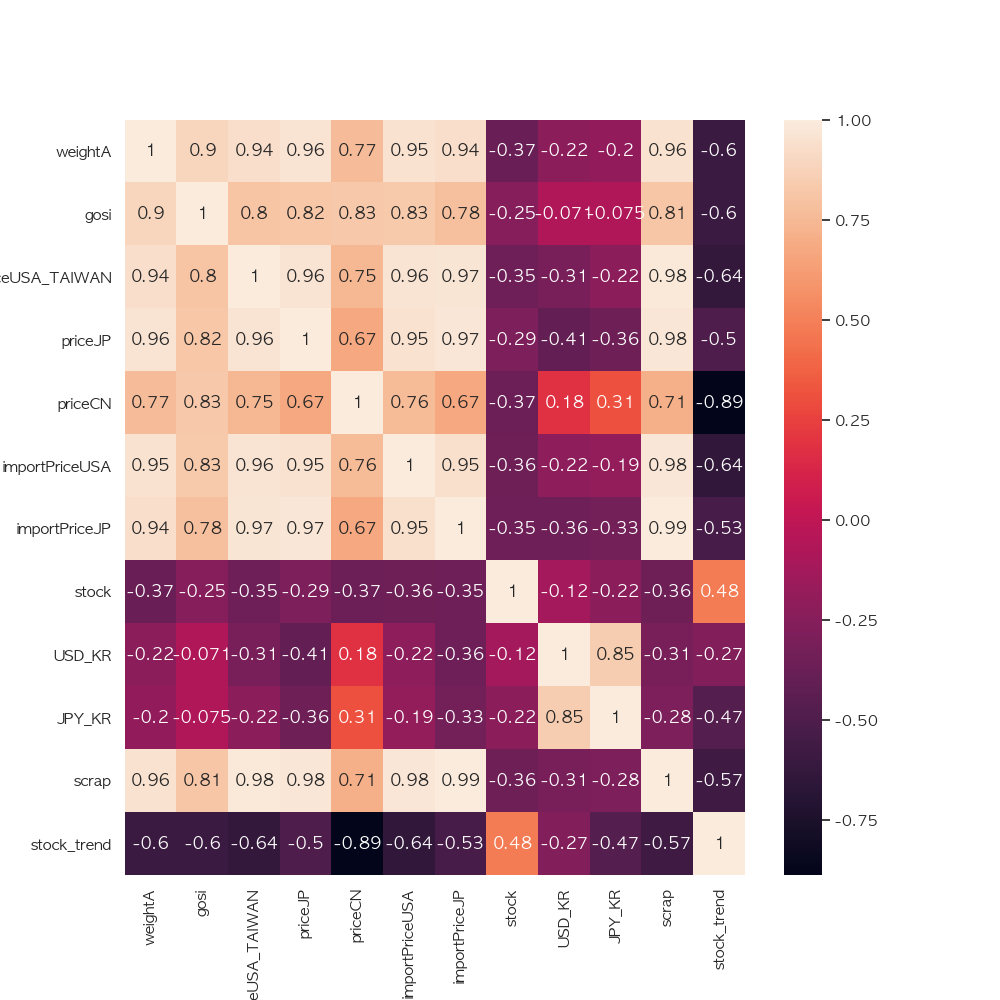 weightA 1 0.9 0.94 0.96 0.77 0.95 0.94 -0.37 -0.22 -0.2 0.96 -0.6
gosi 0.9 1 0.8 0.82 0.83 0.83 0.78 -0.25 -0.071 -0.075 0.81 -0.6
eUSA_TAIWAN 0.94 0.8 1 0.96 0.75 0.96 0.97 -0.35 -0.31 -0.22 0.98 -0.64
priceJP 0.96 0.82 0.96 1 0.67 0.95 0.97 -0.29 -0.41 -0.36 0.98 -0.5
priceCN 0.77 0.83 0.75 0.67 1 0.76 0.67 -0.37 0.18 0.31 0.71 -0.89
importPriceUSA 0.95 0.83 0.96 0.95 0.76 1 0.95 -0.36 -0.22 -0.19 0.98 -0.64
importPriceJP 0.94 0.78 0.97 0.97 0.67 0.95 1 -0.35 -0.36 -0.33 0.99 -0.53
stock -0.37 -0.25 -0.35 -0.29 -0.37 -0.36 -0.35 1 -0.12 -0.22 -0.36 0.48
USD_KR -0.22 -0.071 -0.31 -0.41 0.18 -0.22 -0.36 -0.12 1 0.85 -0.31 -0.27
JPY_KR -0.2 -0.075 -0.22 -0.36 0.31 -0.19 -0.33 -0.22 0.85 1 -0.28 -0.47
scrap 0.96 0.81 0.98 0.98 0.71 0.98 0.99 -0.36 -0.31 -0.28 1 -0.57
stock_trend -0.6 -0.6 -0.64 -0.5 -0.89 -0.64 -0.53 0.48 -0.27 -0.47 -0.57 1
weightA
gosi
eUSA_TAIWAN
priceJP
priceCN
importPriceUSA
importPriceJP
stock
USD_KR
JPY_KR
scrap
stock_trend
1.00
0.75
0.50
0.25
0.00
-0.25
-0.50
-0.75